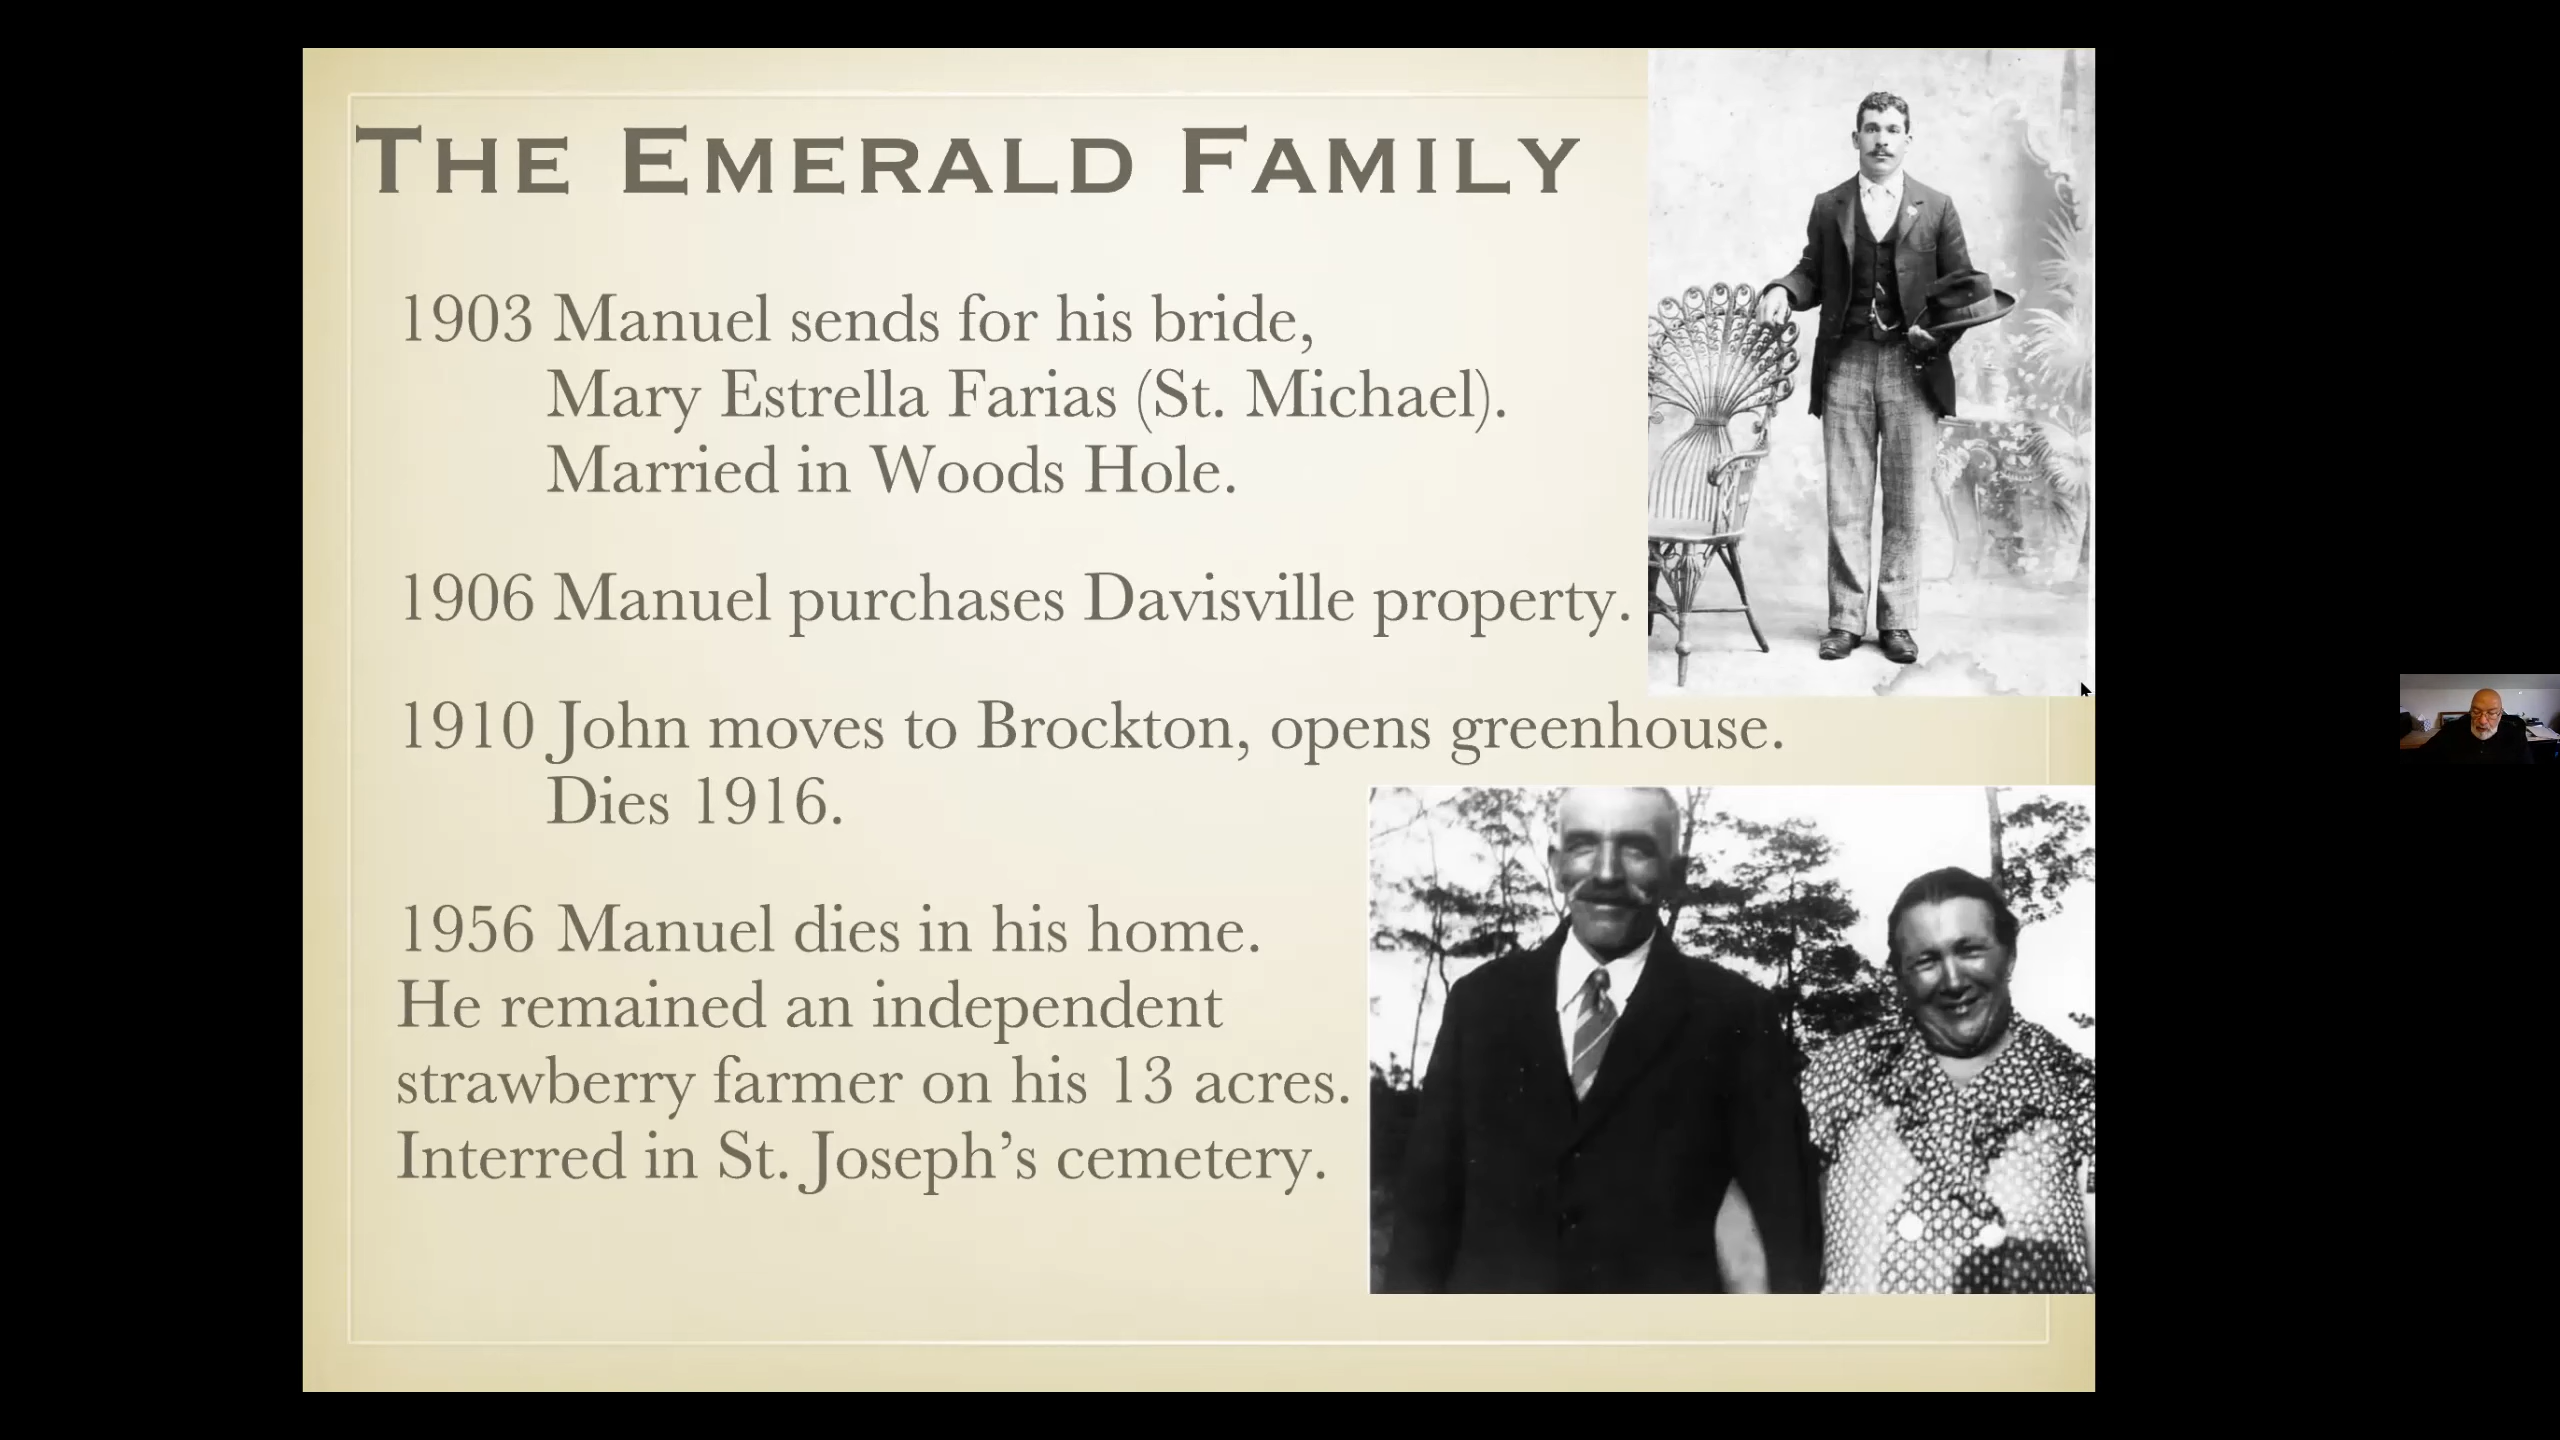 The Emerald Family
1903 Manuel sends for his bride,
Mary Estrella Farias (St. Michael).
Married in Woods Hole.
1906 Manuel purchases Davisville property.
1910 John moves to Brockton, opens greenhouse.
Dies 1916.
1956 Manuel dies in his home.
He remained an independent
strawberry farmer on his 13 acres.
Interred in St. Joseph’s cemetery.